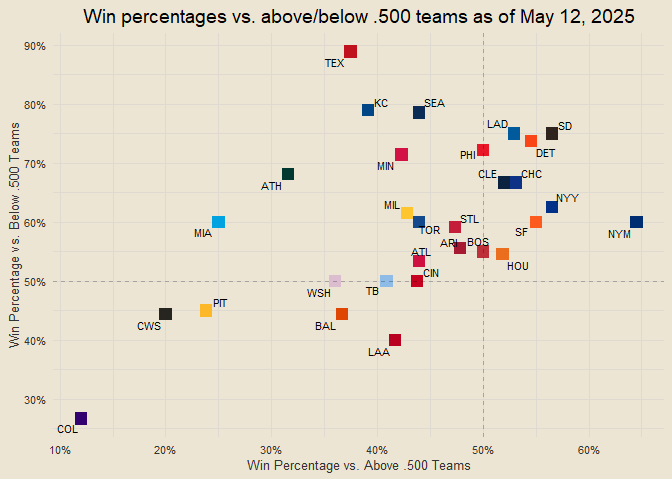 Win percentages vs. above/below .500 teams as of May 12, 2025
90%
TEX
80%
KC
SEA
LAD
SD
70%
PHI
DET
MIN
CLE
CHC
ATH
NYY
60%
MIL
MIA
TOR
STL
SF
NYM
ARI
BOS
ATL
HOU
50%
WSH
TB
CIN
PIT
CWS
BAL
40%
LAA
30%
COL
10%
20%
30%
40%
50%
60%
Win Percentage vs. Above .500 Teams
Win Percentage vs. Below .500 Teams